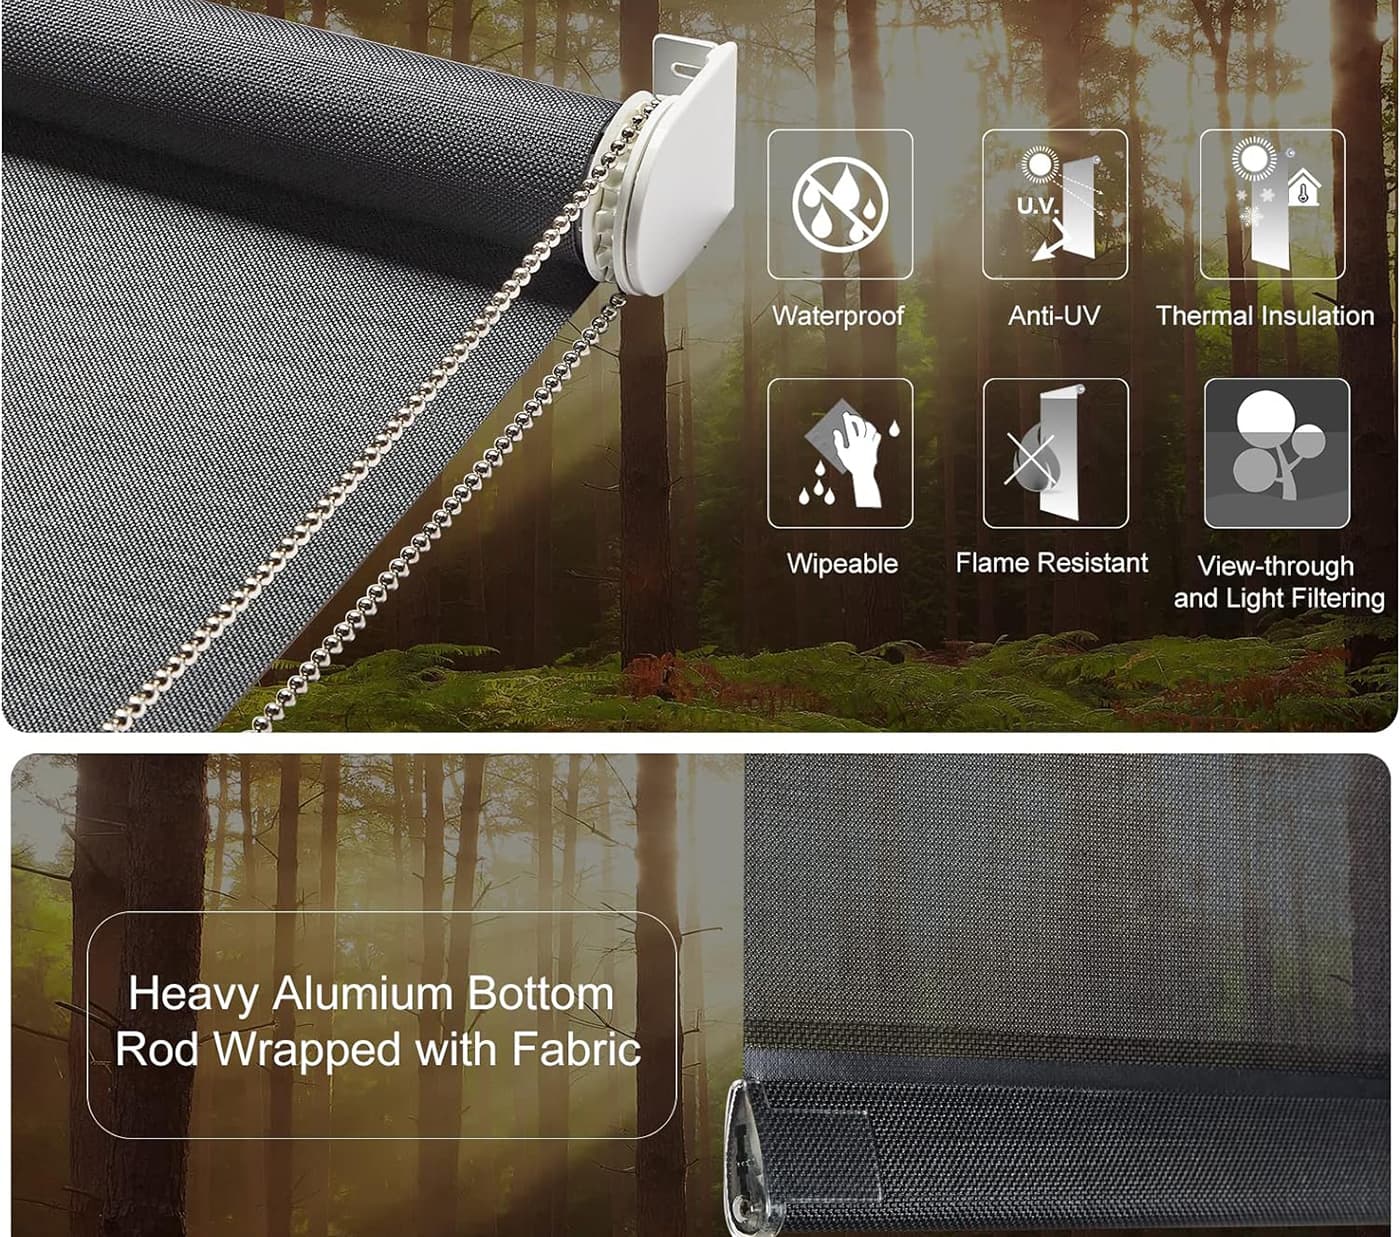 U.V.
Waterproof
Anti-UV
Thermal Insulation
Wipeable
Flame Resistant
View-through
and Light Filtering
Heavy Alumium Bottom
Rod Wrapped with Fabric